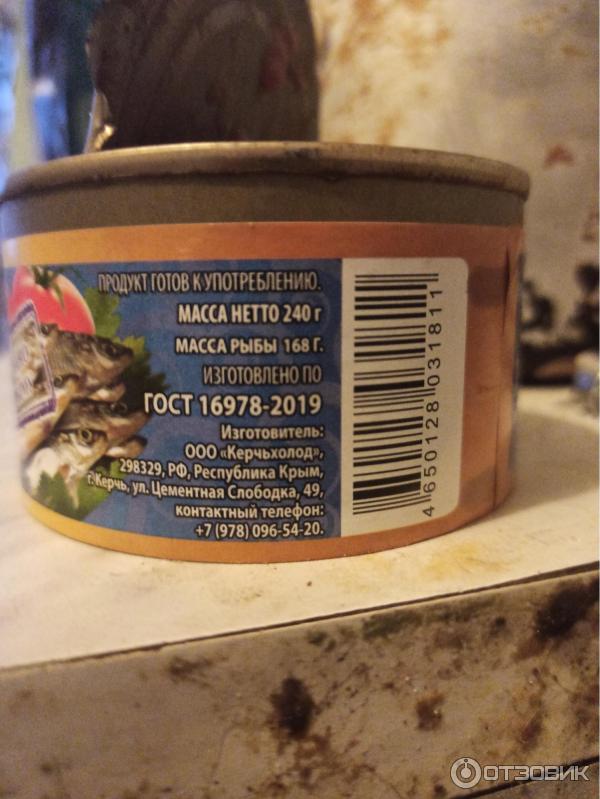 ПРОДУКТ ГОТОВ К УПОТРЕБЛЕНИЮ.
МАССА НЕТТО 240 г
МАССА РЫБЫ 168 Г.
ИЗГОТОВЛЕНО ПО
ГОСТ 16978-2019
Изготовитель:
ООО «Керчьхолод»,
298329, РФ, Республика Крым,
г. Керчь, ул. Цементная Слободка, 49,
контактный телефон:
+7 (978) 096-54-20.
4 650128 031811
ОТЗОВИК